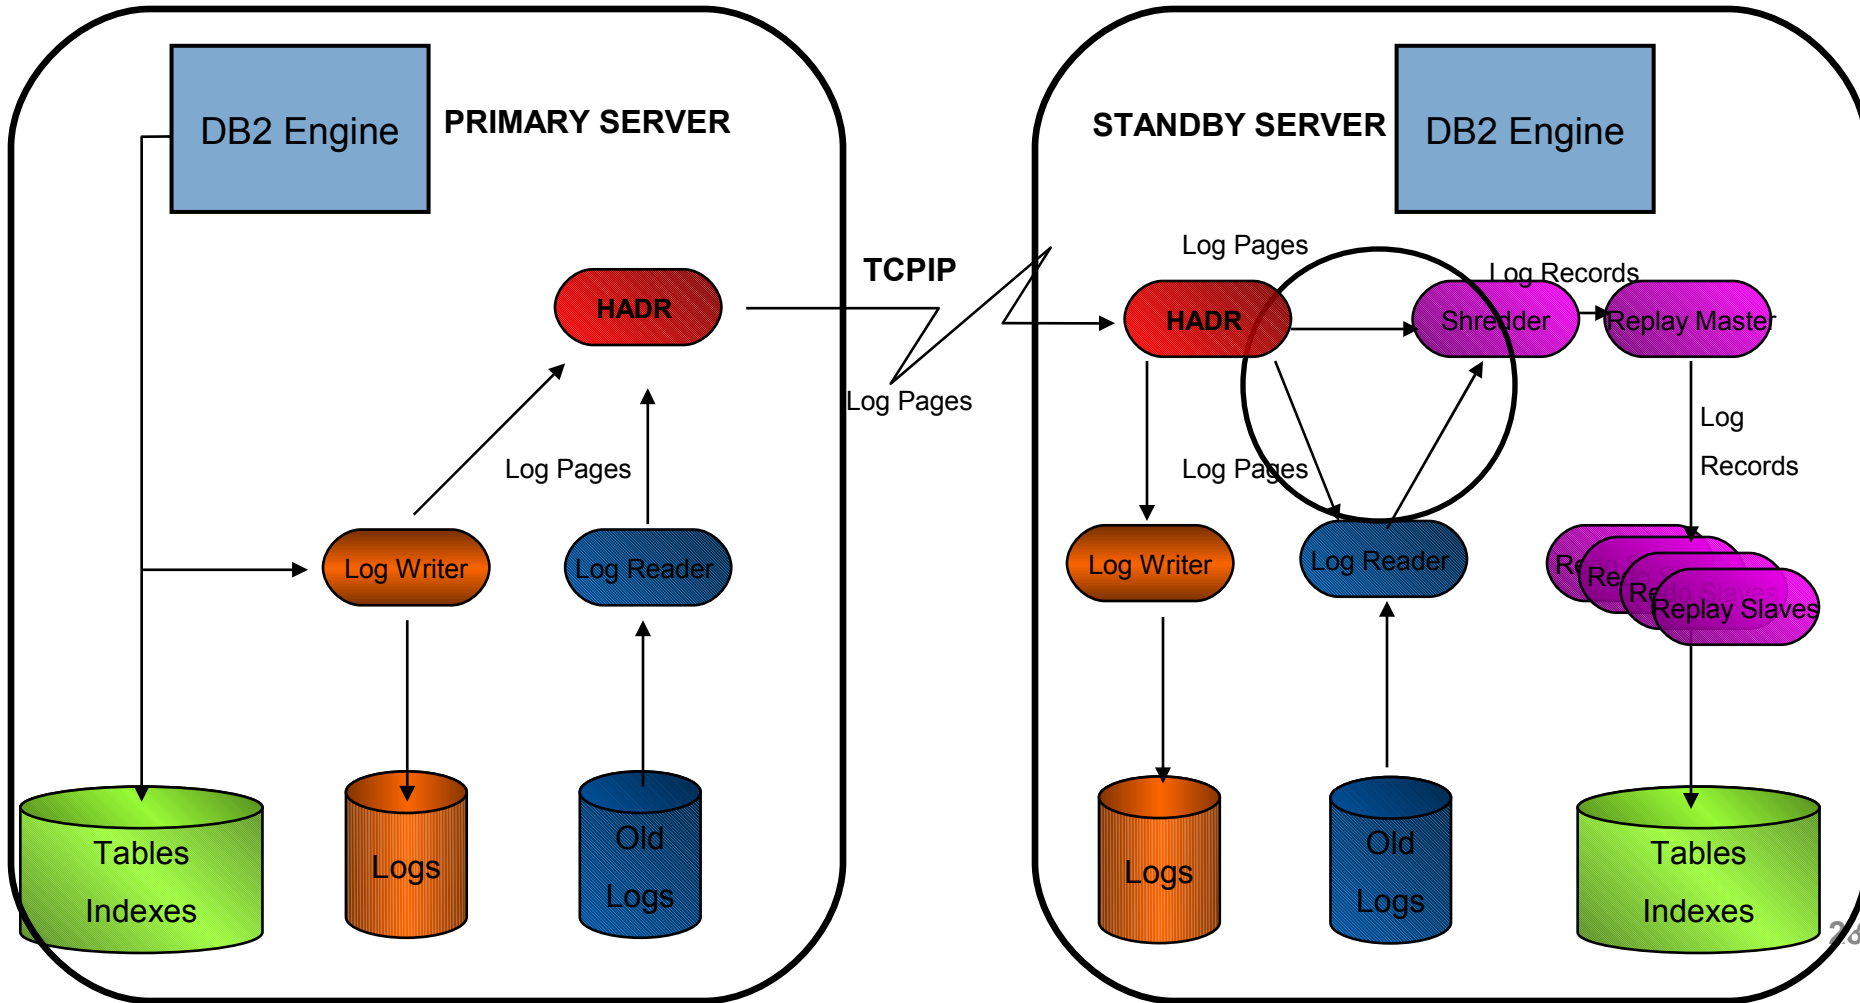 DB2 Engine
PRIMARY SERVER
STANDBY SERVER
DB2 Engine
HADR
TCPIP
Log Pages
Log Pages
HADR
Log Records
Shredder
Replay Master
Log Pages
Log Pages
Log
Records
Log Writer
Log Reader
Log Writer
Log Reader
Replay Slaves
Tables
Indexes
Logs
Old
Logs
Logs
Old
Logs
Tables
Indexes